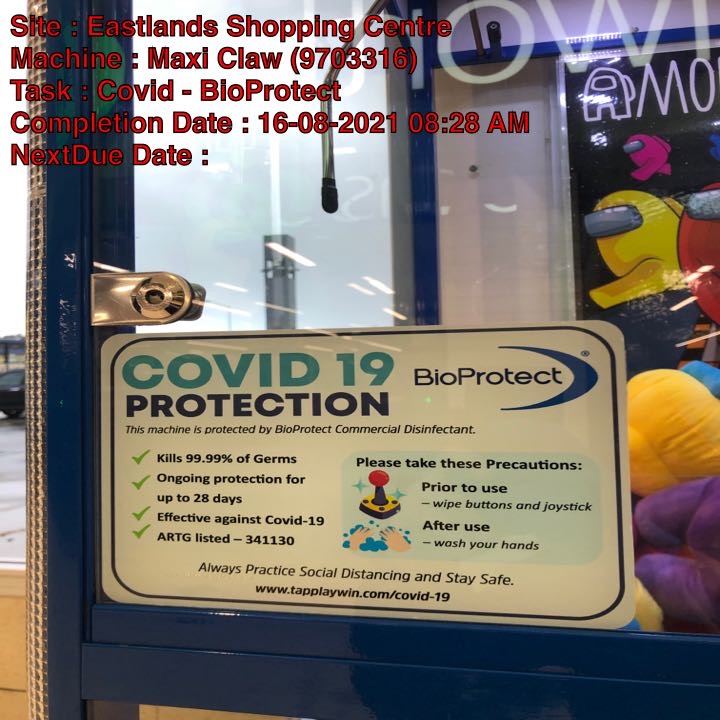 Site : Eastlands Shopping Centre
Machine : Maxi Claw (9703316)
Task : Covid - BioProtect
Completion Date : 16-08-2021 08:28 AM
NextDue Date :
COVID 19
PROTECTION
BioProtect®
This machine is protected by BioProtect Commercial Disinfectant.
Kills 99.99% of Germs
Ongoing protection for
up to 28 days
Effective against Covid-19
ARTG listed – 341130
Please take these Precautions:
Prior to use
– wipe buttons and joystick
After use
– wash your hands
Always Practice Social Distancing and Stay Safe.
www.tapplaywin.com/covid-19